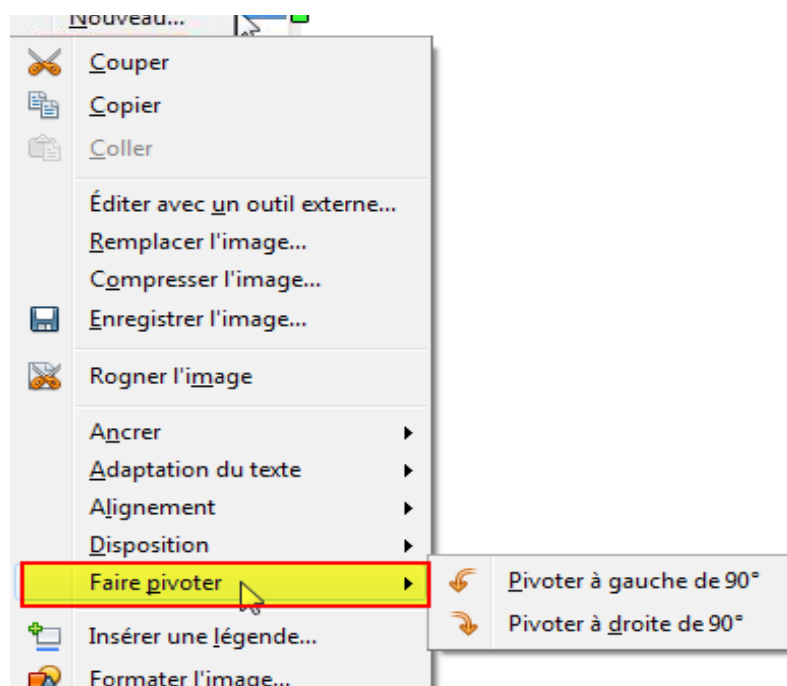 Nouveau...
Couper
Copier
Coller
Éditer avec un outil externe...
Remplacer l'image...
Compresser l'image...
Enregistrer l'image...
Rogner l'image
Ancrer
Adaptation du texte
Alignement
Disposition
Faire pivoter
Pivoter à gauche de 90°
Pivoter à droite de 90°
Insérer une légende...
Formater l'image...